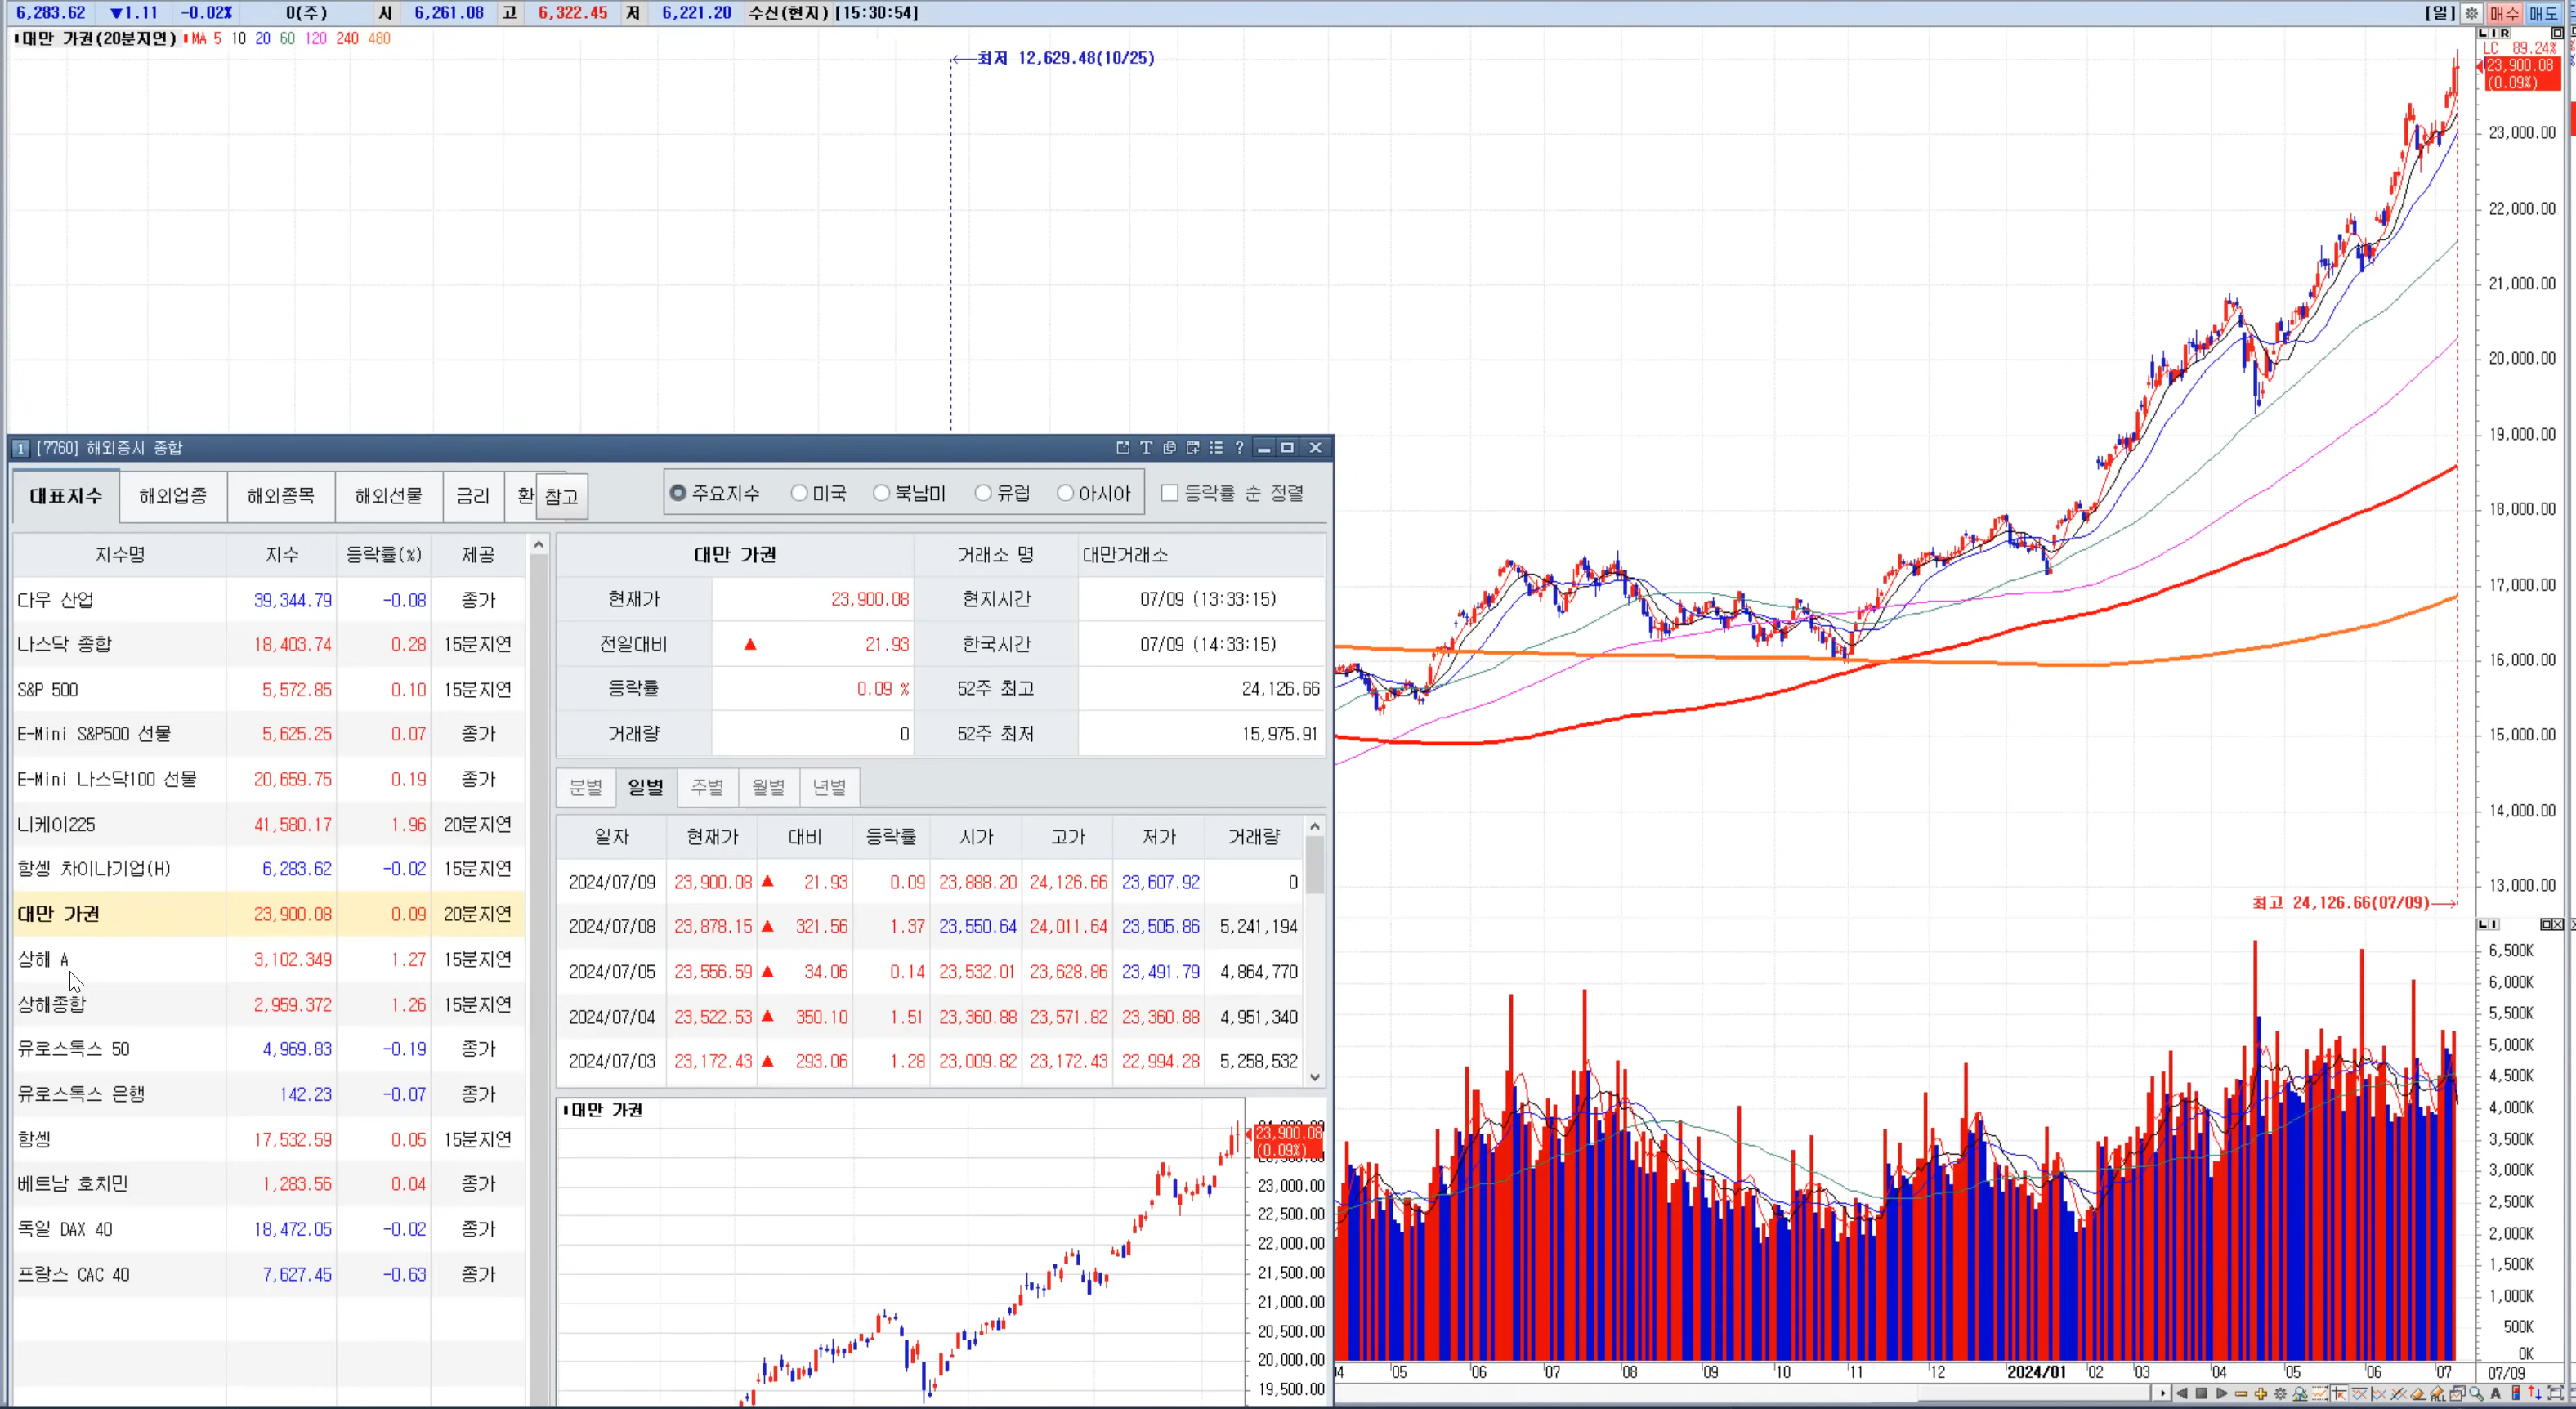 6,283.62 ▼1.11 -0.02% 0(주) 시 6,261.08 고 6,322.45 저 6,221.20 수신(현지) [15:30:54] [일] 매수 매도
대만 가권(20분지연) MA 5 10 20 60 120 240 480
L I R
LC 89.24%
최저 12,629.48(10/25)
23,900.08
(0.09%)
23,000.00
22,000.00
21,000.00
20,000.00
19,000.00
18,000.00
17,000.00
16,000.00
15,000.00
14,000.00
13,000.00
최고 24,126.66(07/09)
L I
6,500K
6,000K
5,500K
5,000K
4,500K
4,000K
3,500K
3,000K
2,500K
2,000K
1,500K
1,000K
500K
0K
05 06 07 08 09 10 11 12 2024/01 02 03 04 05 06 07 07/09
1 [7760] 해외증시 종합
대표지수 해외업종 해외종목 해외선물 금리 환 참고
주요지수 미국 북남미 유럽 아시아 등락률 순 정렬
지수명 지수 등락률(%) 제공
다우 산업 39,344.79 -0.08 종가
나스닥 종합 18,403.74 0.28 15분지연
S&P 500 5,572.85 0.10 15분지연
E-Mini S&P500 선물 5,625.25 0.07 종가
E-Mini 나스닥100 선물 20,659.75 0.19 종가
니케이225 41,580.17 1.96 20분지연
항셍 차이나기업(H) 6,283.62 -0.02 15분지연
대만 가권 23,900.08 0.09 20분지연
상해 A 3,102.349 1.27 15분지연
상해종합 2,959.372 1.26 15분지연
유로스톡스 50 4,969.83 -0.19 종가
유로스톡스 은행 142.23 -0.07 종가
항셍 17,532.59 0.05 15분지연
베트남 호치민 1,283.56 0.04 종가
독일 DAX 40 18,472.05 -0.02 종가
프랑스 CAC 40 7,627.45 -0.63 종가
대만 가권 거래소 명 대만거래소
현재가 23,900.08 현지시간 07/09 (13:33:15)
전일대비 ▲ 21.93 한국시간 07/09 (14:33:15)
등락률 0.09 % 52주 최고 24,126.66
거래량 0 52주 최저 15,975.91
분별 일별 주별 월별 년별
일자 현재가 대비 등락률 시가 고가 저가 거래량
2024/07/09 23,900.08 ▲ 21.93 0.09 23,888.20 24,126.66 23,607.92 0
2024/07/08 23,878.15 ▲ 321.56 1.37 23,550.64 24,011.64 23,505.86 5,241,194
2024/07/05 23,556.59 ▲ 34.06 0.14 23,532.01 23,628.86 23,491.79 4,864,770
2024/07/04 23,522.53 ▲ 350.10 1.51 23,360.88 23,571.82 23,360.88 4,951,340
2024/07/03 23,172.43 ▲ 293.06 1.28 23,009.82 23,172.43 22,994.28 5,258,532
대만 가권
23,900.08
(0.09%)
23,000.00
22,500.00
22,000.00
21,500.00
21,000.00
20,500.00
20,000.00
19,500.00